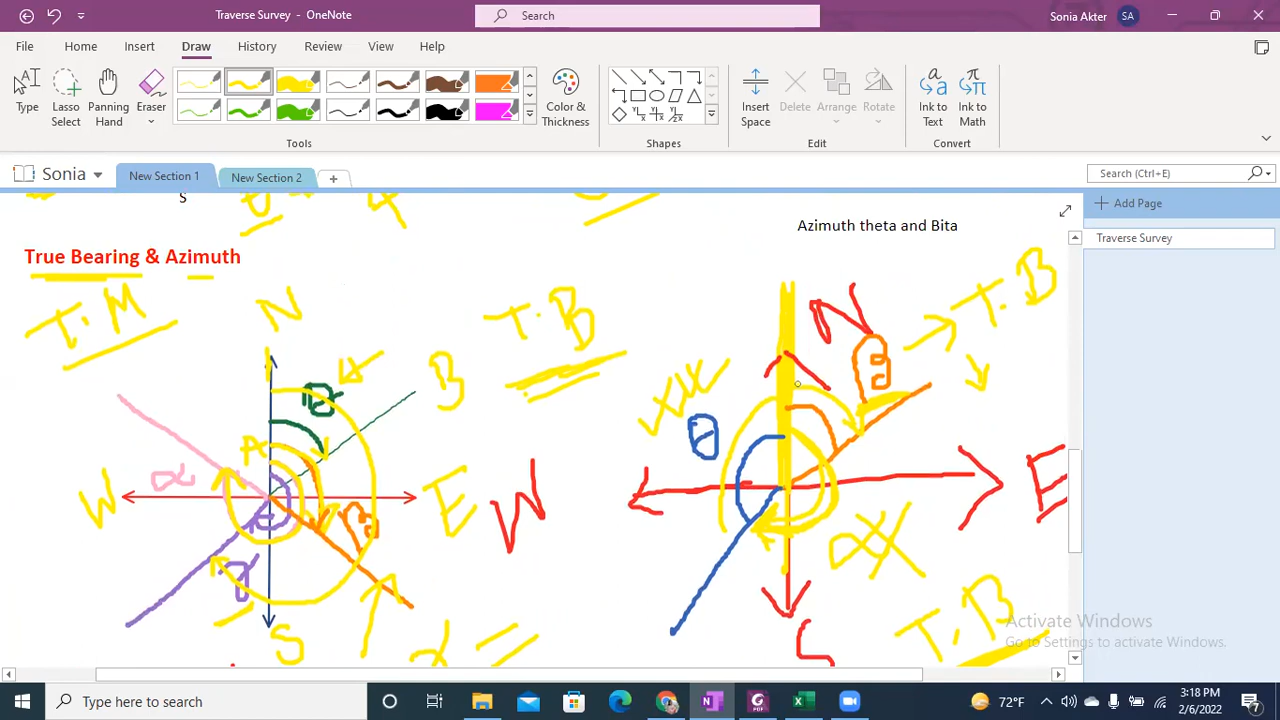 Traverse Survey - OneNote
Search
Sonia Akter
SA
File Home Insert Draw History Review View Help
Type
Lasso Select
Panning Hand
Eraser
Color & Thickness
Insert Space
Delete
Arrange
Rotate
Ink to Text
Ink to Math
Tools
Shapes
Edit
Convert
Sonia
New Section 1
New Section 2
Search (Ctrl+E)
Add Page
Traverse Survey
S
Azimuth theta and Bita
True Bearing & Azimuth
T.M
N
T.B
N
T.B
θ
B
β
A
θ
α
W
E
W
E
β
γ
α
S
S
T.B
Activate Windows
Go to Settings to activate Windows.
Type here to search
72°F
3:18 PM
2/6/2022
7